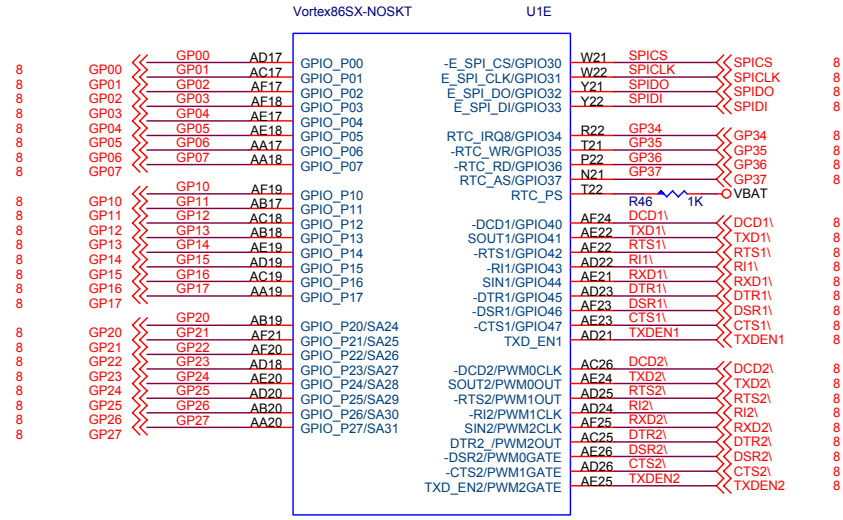 Vortex86SX-NOSKT U1E
8 GP00 GP00 AD17 GPIO_P00
8 GP01 GP01 AC17 GPIO_P01
8 GP02 GP02 AF17 GPIO_P02
8 GP03 GP03 AF18 GPIO_P03
8 GP04 GP04 AE17 GPIO_P04
8 GP05 GP05 AE18 GPIO_P05
8 GP06 GP06 AA17 GPIO_P06
8 GP07 GP07 AA18 GPIO_P07
8 GP10 GP10 AF19 GPIO_P10
8 GP11 GP11 AB17 GPIO_P11
8 GP12 GP12 AC18 GPIO_P12
8 GP13 GP13 AB18 GPIO_P13
8 GP14 GP14 AE19 GPIO_P14
8 GP15 GP15 AD19 GPIO_P15
8 GP16 GP16 AC19 GPIO_P16
8 GP17 GP17 AA19 GPIO_P17
8 GP20 GP20 AB19 GPIO_P20/SA24
8 GP21 GP21 AF21 GPIO_P21/SA25
8 GP22 GP22 AF20 GPIO_P22/SA26
8 GP23 GP23 AD18 GPIO_P23/SA27
8 GP24 GP24 AE20 GPIO_P24/SA28
8 GP25 GP25 AD20 GPIO_P25/SA29
8 GP26 GP26 AB20 GPIO_P26/SA30
8 GP27 GP27 AA20 GPIO_P27/SA31
-E_SPI_CS/GPIO30 W21 SPICS SPICS 8
E_SPI_CLK/GPIO31 W22 SPICLK SPICLK 8
E_SPI_DO/GPIO32 Y21 SPIDO SPIDO 8
E_SPI_DI/GPIO33 Y22 SPIDI SPIDI 8
RTC_IRQ8/GPIO34 R22 GP34 GP34 8
-RTC_WR/GPIO35 T21 GP35 GP35 8
-RTC_RD/GPIO36 P22 GP36 GP36 8
RTC_AS/GPIO37 N21 GP37 GP37 8
RTC_PS T22 R46 1K VBAT
-DCD1/GPIO40 AF24 DCD1\ DCD1\ 8
SOUT1/GPIO41 AE22 TXD1\ TXD1\ 8
-RTS1/GPIO42 AF22 RTS1\ RTS1\ 8
-RI1/GPIO43 AD22 RI1\ RI1\ 8
SIN1/GPIO44 AE21 RXD1\ RXD1\ 8
-DTR1/GPIO45 AD23 DTR1\ DTR1\ 8
-DSR1/GPIO46 AF23 DSR1\ DSR1\ 8
-CTS1/GPIO47 AE23 CTS1\ CTS1\ 8
TXD_EN1 AD21 TXDEN1 TXDEN1 8
-DCD2/PWM0CLK AC26 DCD2\ DCD2\ 8
SOUT2/PWM0OUT AE24 TXD2\ TXD2\ 8
-RTS2/PWM1OUT AD25 RTS2\ RTS2\ 8
-RI2/PWM1CLK AD24 RI2\ RI2\ 8
SIN2/PWM2CLK AF25 RXD2\ RXD2\ 8
DTR2_/PWM2OUT AC25 DTR2\ DTR2\ 8
-DSR2/PWM0GATE AE26 DSR2\ DSR2\ 8
-CTS2/PWM1GATE AD26 CTS2\ CTS2\ 8
TXD_EN2/PWM2GATE AE25 TXDEN2 TXDEN2 8